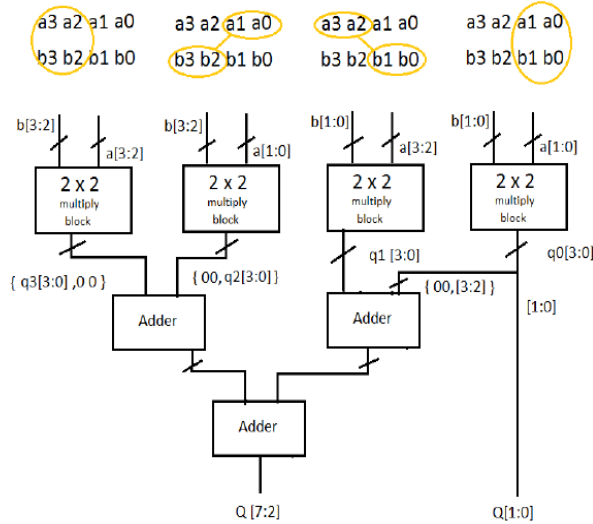 a3 a2 a1 a0
a3 a2 a1 a0
a3 a2 a1 a0
a3 a2 a1 a0
b3 b2 b1 b0
b3 b2 b1 b0
b3 b2 b1 b0
b3 b2 b1 b0
b[3:2]
a[3:2]
b[3:2]
a[1:0]
b[1:0]
a[3:2]
b[1:0]
a[1:0]
2 x 2
multiply
block
2 x 2
multiply
block
2 x 2
multiply
block
2 x 2
multiply
block
{ q3[3:0] ,0 0 }
{ 00, q2[3:0] }
q1 [3:0]
q0[3:0]
{ 00, [3:2] }
[1:0]
Adder
Adder
Adder
Q [7:2]
Q[1:0]